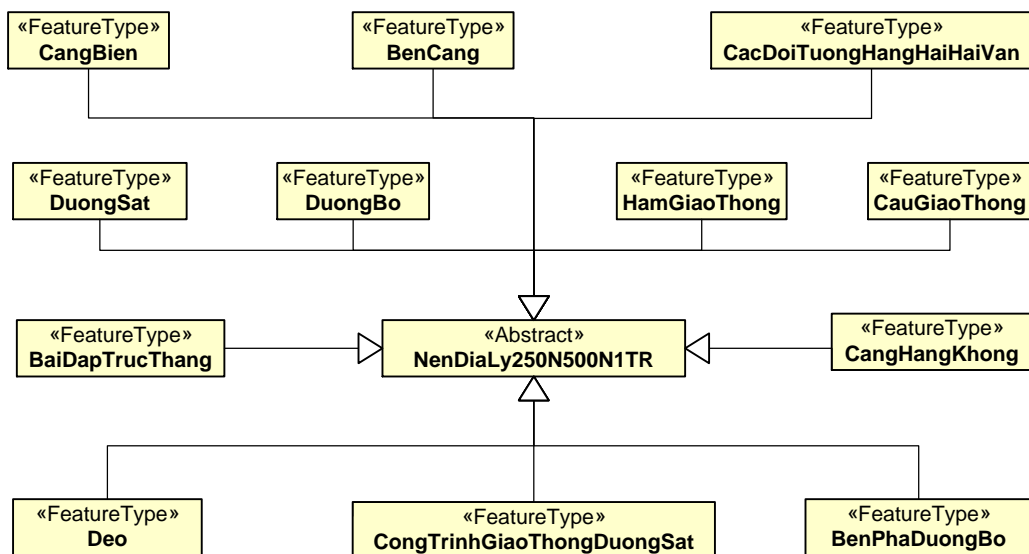 «FeatureType»
CangBien
«FeatureType»
BenCang
«FeatureType»
CacDoiTuongHangHaiHaiVan
«FeatureType»
DuongSat
«FeatureType»
DuongBo
«FeatureType»
HamGiaoThong
«FeatureType»
CauGiaoThong
«FeatureType»
BaiDapTrucThang
«Abstract»
NenDiaLy250N500N1TR
«FeatureType»
CangHangKhong
«FeatureType»
Deo
«FeatureType»
CongTrinhGiaoThongDuongSat
«FeatureType»
BenPhaDuongBo